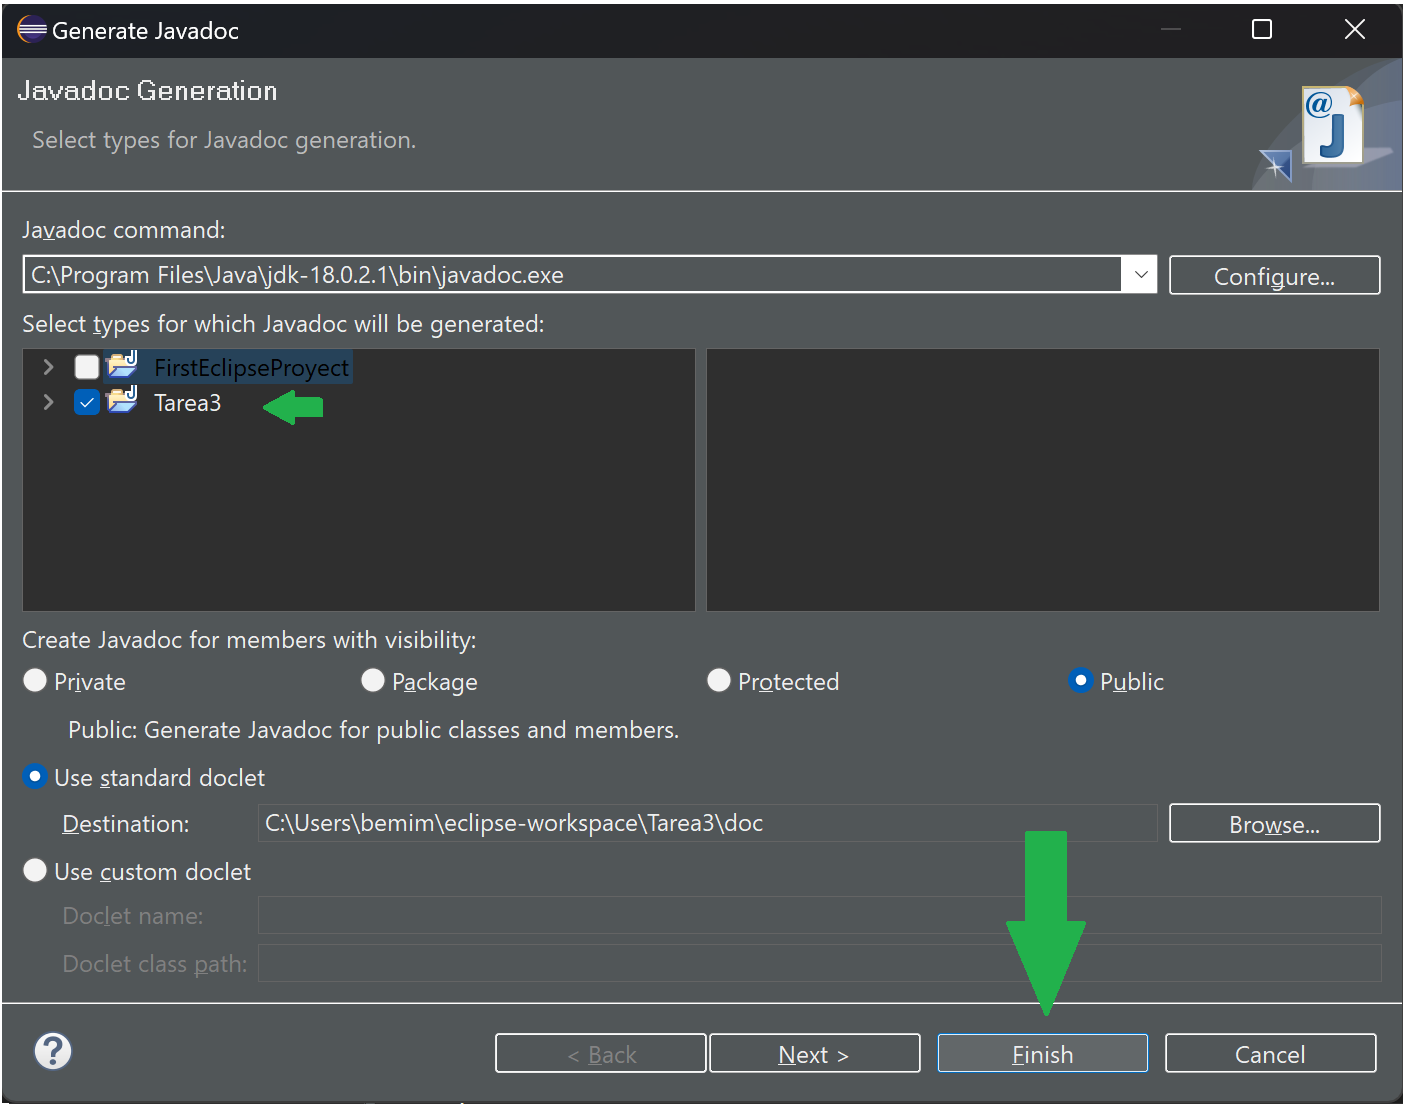 Generate Javadoc
Javadoc Generation
Select types for Javadoc generation.
@
J
Javadoc command:
C:\Program Files\Java\jdk-18.0.2.1\bin\javadoc.exe
Configure...
Select types for which Javadoc will be generated:
FirstEclipseProyect
Tarea3
Create Javadoc for members with visibility:
Private Package Protected Public
Public: Generate Javadoc for public classes and members.
Use standard doclet
Destination: C:\Users\bemim\eclipse-workspace\Tarea3\doc Browse...
Use custom doclet
Doclet name:
Doclet class path:
? < Back Next > Finish Cancel